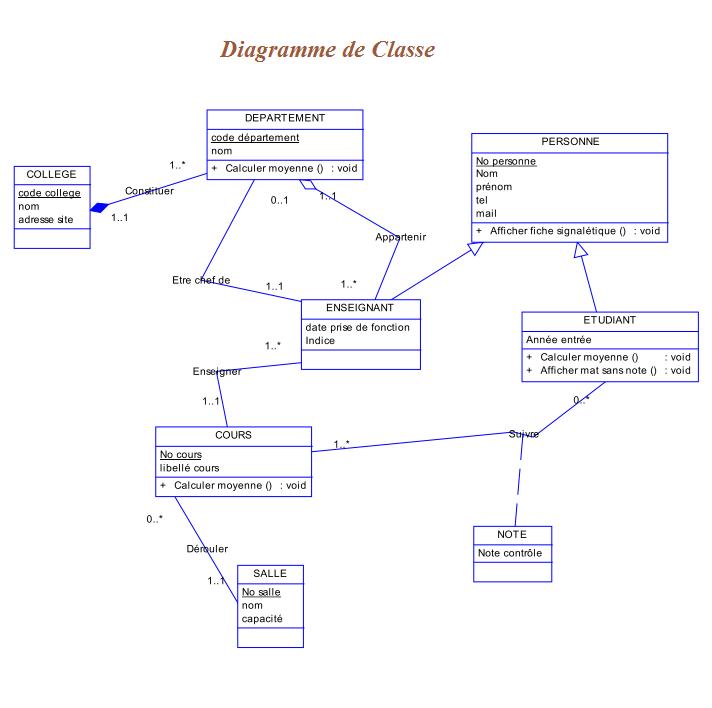 Diagramme de Classe
DEPARTEMENT
code département
nom
+ Calculer moyenne () : void
PERSONNE
No personne
Nom
prénom
tel
mail
+ Afficher fiche signalétique () : void
COLLEGE
code college
nom
adresse site
1..*
Constituer
1..1
0..1
1..1
Appartenir
Etre chef de
1..1
1..*
ENSEIGNANT
date prise de fonction
Indice
ETUDIANT
Année entrée
+ Calculer moyenne () : void
+ Afficher mat sans note () : void
1..*
Enseigner
1..1
0..*
COURS
No cours
libellé cours
+ Calculer moyenne () : void
1..*
Suivre
0..*
Dérouler
1..1
NOTE
Note contrôle
SALLE
No salle
nom
capacité